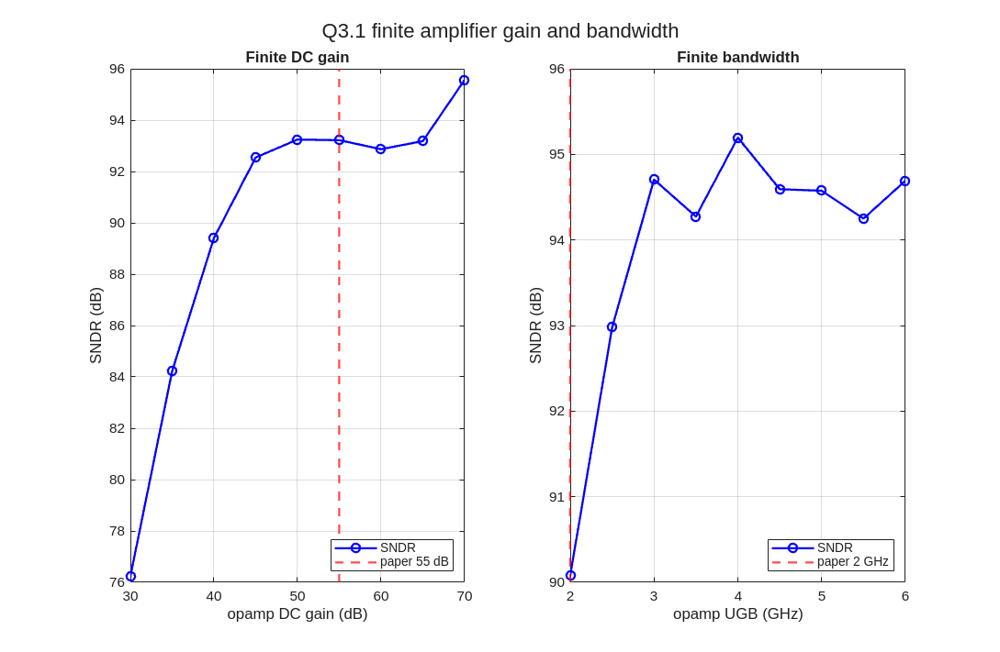 Q3.1 finite amplifier gain and bandwidth
Finite DC gain
96
94
92
90
88
86
84
82
80
78
76
SNDR (dB)
30 40 50 60 70
opamp DC gain (dB)
SNDR
paper 55 dB
Finite bandwidth
96
95
94
93
92
91
90
SNDR (dB)
2 3 4 5 6
opamp UGB (GHz)
SNDR
paper 2 GHz